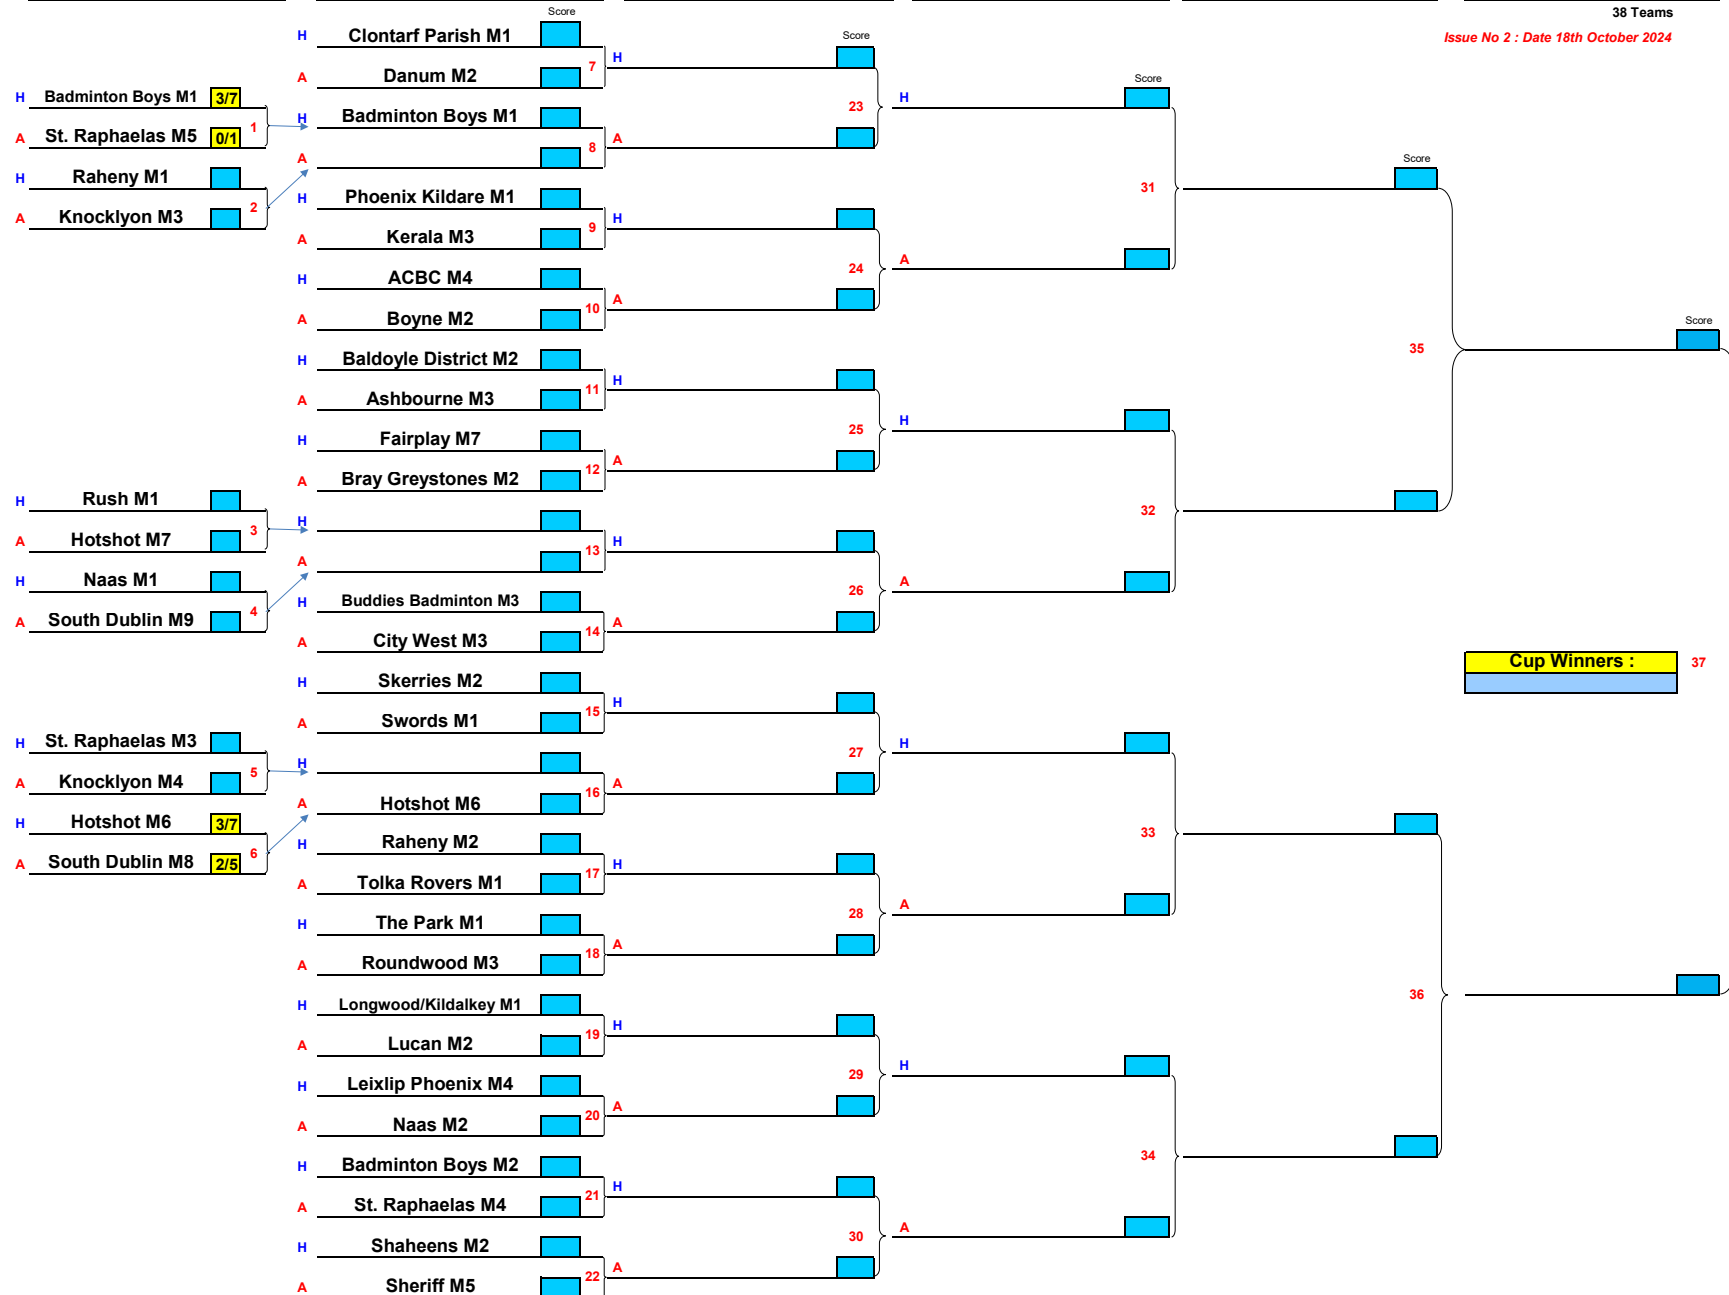 38 Teams
Issue No 2 : Date 18th October 2024
Score
H Clontarf Parish M1
A Danum M2
7
H Badminton Boys M1 3/7
A St. Raphaelas M5 0/1
1
H Raheny M1
A Knocklyon M3
2
H Badminton Boys M1
A
8
H Phoenix Kildare M1
A Kerala M3
9
H ACBC M4
A Boyne M2
10
H Baldoyle District M2
A Ashbourne M3
11
H Fairplay M7
A Bray Greystones M2
12
H Rush M1
A Hotshot M7
3
H Naas M1
A South Dublin M9
4
H
A
13
H Buddies Badminton M3
A City West M3
14
H Skerries M2
A Swords M1
15
H St. Raphaelas M3
A Knocklyon M4
5
H Hotshot M6 3/7
A South Dublin M8 2/5
6
H
A Hotshot M6
16
H Raheny M2
A Tolka Rovers M1
17
H The Park M1
A Roundwood M3
18
H Longwood/Kildalkey M1
A Lucan M2
19
H Leixlip Phoenix M4
A Naas M2
20
H Badminton Boys M2
A St. Raphaelas M4
21
H Shaheens M2
A Sheriff M5
22
Score
H
23
A
H
24
A
H
25
A
H
26
A
H
27
A
H
28
A
H
29
A
H
30
A
Score
H
31
A
H
32
A
H
33
A
H
34
A
Score
35
36
Score
Cup Winners :
37